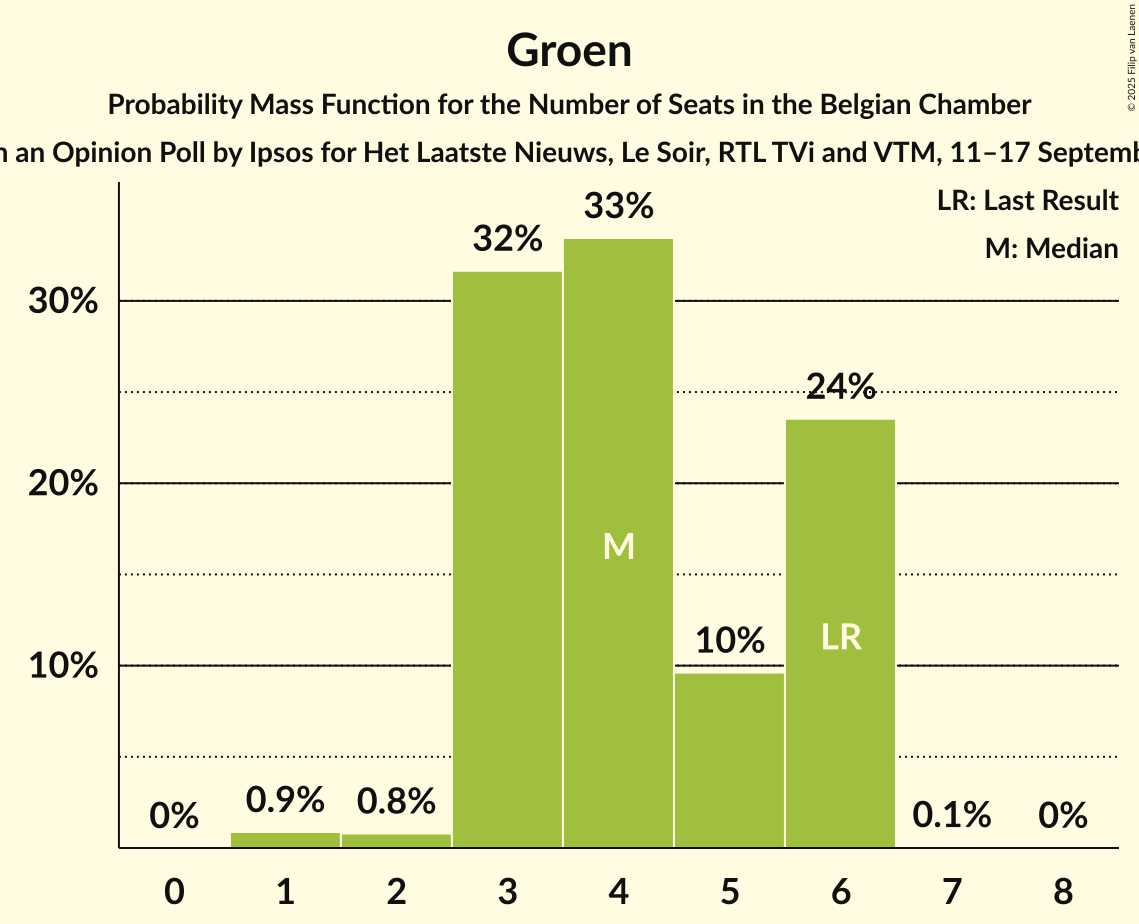 Groen
Probability Mass Function for the Number of Seats in the Belgian Chamber
an Opinion Poll by Ipsos for Het Laatste Nieuws, Le Soir, RTL TVi and VTM, 11–17
© 2025 Filip van Laenen
LR: Last Result
M: Median
33%
32%
30%
24%
20%
M
10%
LR
10%
0.9%
0.8%
0%
0.1%
0%
0 1 2 3 4 5 6 7 8